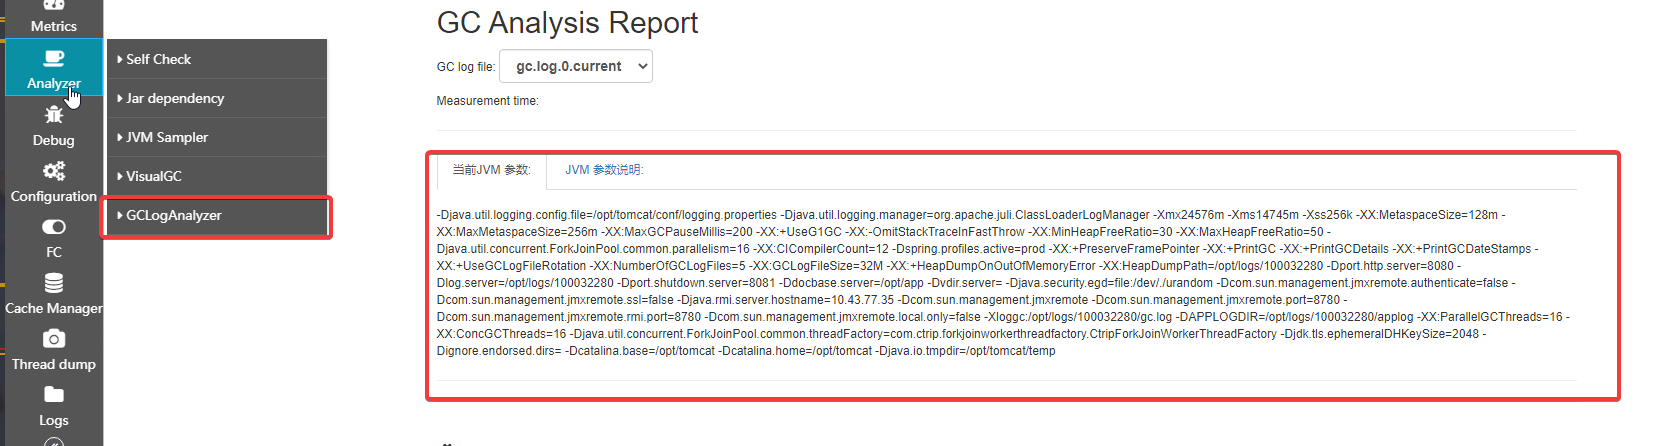 Metrics
Analyzer
Debug
Configuration
FC
Cache Manager
Thread dump
Logs
Self Check
Jar dependency
JVM Sampler
VisualGC
GCLogAnalyzer
GC Analysis Report
GC log file: gc.log.0.current
Measurement time:
当前JVM 参数: JVM 参数说明:
-Djava.util.logging.config.file=/opt/tomcat/conf/logging.properties -Djava.util.logging.manager=org.apache.juli.ClassLoaderLogManager -Xmx24576m -Xms14745m -Xss256k -XX:MetaspaceSize=128m -
XX:MaxMetaspaceSize=256m -XX:MaxGCPauseMillis=200 -XX:+UseG1GC -XX:-OmitStackTraceInFastThrow -XX:MinHeapFreeRatio=30 -XX:MaxHeapFreeRatio=50 -
Djava.util.concurrent.ForkJoinPool.common.parallelism=16 -XX:CICompilerCount=12 -Dspring.profiles.active=prod -XX:+PreserveFramePointer -XX:+PrintGC -XX:+PrintGCDetails -XX:+PrintGCDateStamps -
XX:+UseGCLogFileRotation -XX:NumberOfGCLogFiles=5 -XX:GCLogFileSize=32M -XX:+HeapDumpOnOutOfMemoryError -XX:HeapDumpPath=/opt/logs/100032280 -Dport.http.server=8080 -
Dlog.server=/opt/logs/100032280 -Dport.shutdown.server=8081 -Ddocbase.server=/opt/app -Dvdir.server= -Djava.security.egd=file:/dev/./urandom -Dcom.sun.management.jmxremote.authenticate=false -
Dcom.sun.management.jmxremote.ssl=false -Djava.rmi.server.hostname=10.43.77.35 -Dcom.sun.management.jmxremote -Dcom.sun.management.jmxremote.port=8780 -
Dcom.sun.management.jmxremote.rmi.port=8780 -Dcom.sun.management.jmxremote.local.only=false -Xloggc:/opt/logs/100032280/gc.log -DAPPLOGDIR=/opt/logs/100032280/applog -XX:ParallelGCThreads=16 -
XX:ConcGCThreads=16 -Djava.util.concurrent.ForkJoinPool.common.threadFactory=com.ctrip.forkjoinworkerthreadfactory.CtripForkJoinWorkerThreadFactory -Djdk.tls.ephemeralDHKeySize=2048 -
Dignore.endorsed.dirs= -Dcatalina.base=/opt/tomcat -Dcatalina.home=/opt/tomcat -Djava.io.tmpdir=/opt/tomcat/temp